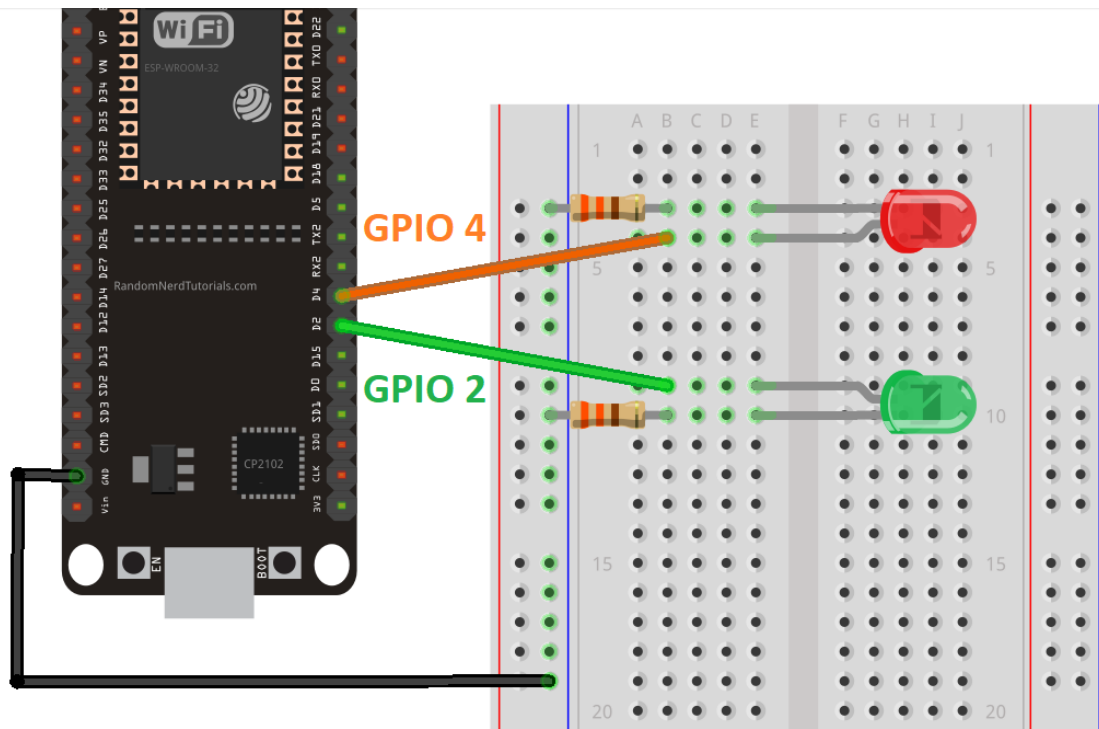 WiFi
ESP-WROOM-32
VP
VN
D34
D35
D32
D33
D25
D26
D27
D14
D12
D13
SD2
SD3
CMD
GND
Vin
D22
TX0
RX0
D21
D19
D18
D5
TX2
RX2
D4
D2
D15
D0
SD1
SD0
CLK
3V3
GPIO 4
RandomNerdTutorials.com
GPIO 2
CP2102
EN
BOOT
A B C D E F G H I J
1 1
5 5
10 10
15 15
20 20